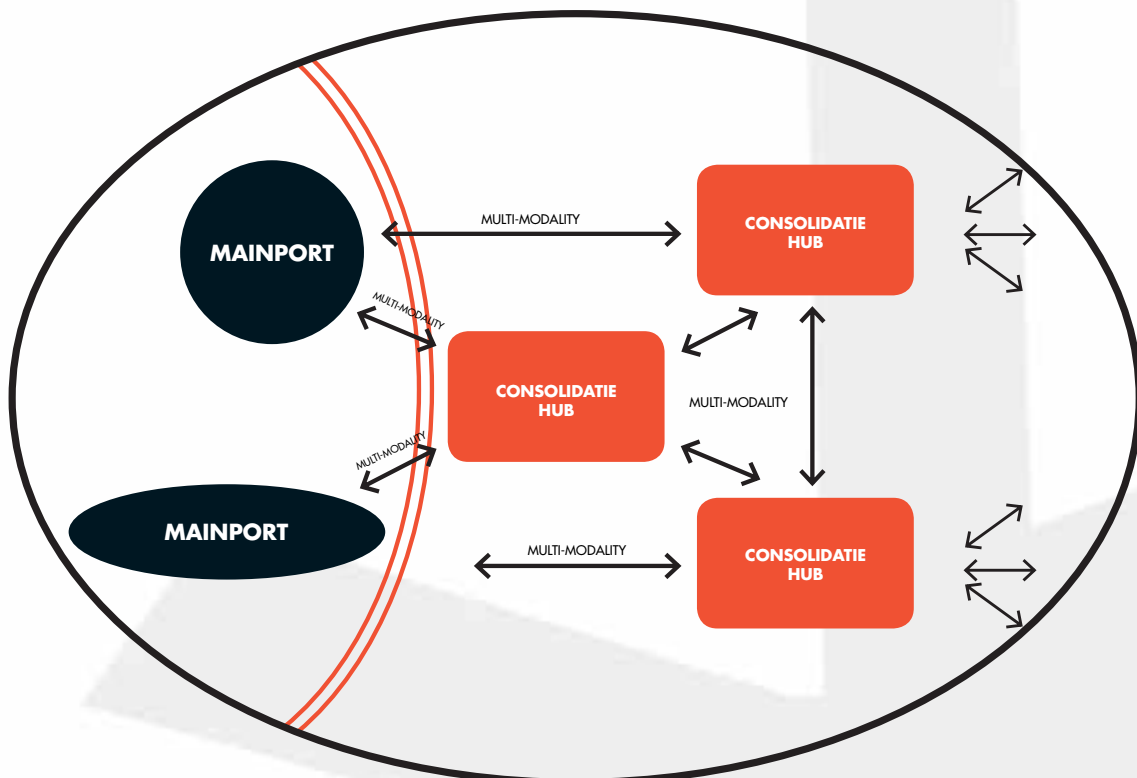 MULTI-MODALITY
CONSOLIDATIE
HUB
MAINPORT
MULTI-MODALITY
CONSOLIDATIE
HUB
MULTI-MODALITY
MULTI-MODALITY
MAINPORT
MULTI-MODALITY
CONSOLIDATIE
HUB